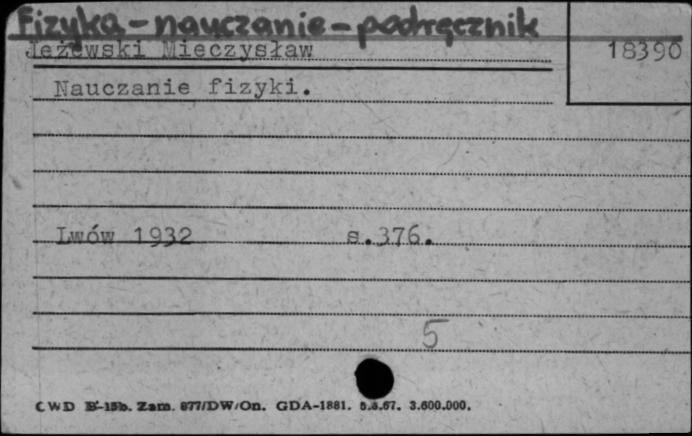 Fizyka - nauczanie - podręcznik
Jeżewski Mieczysław 18390
Nauczanie fizyki.
Lwów 1932 s.376.
5
CWD B-15b. Zam. 877/DW/On. GDA-1881. 5.5.67. 3.600.000.